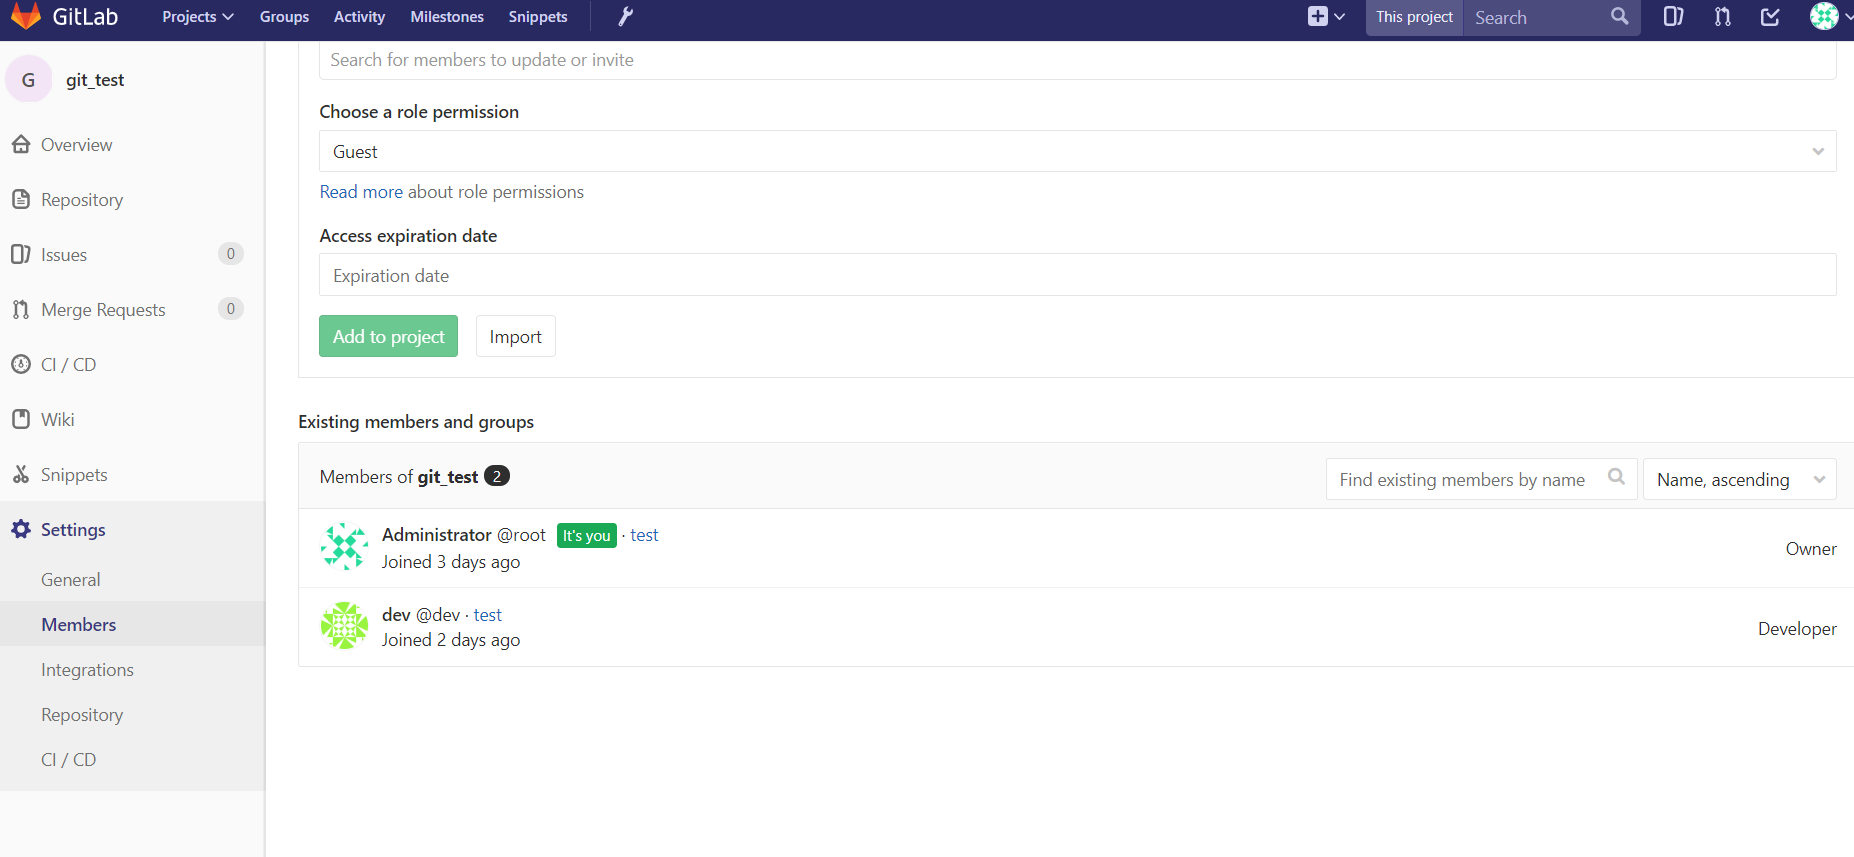 GitLab Projects Groups Activity Milestones Snippets This project Search
G git_test
Overview
Repository
Issues 0
Merge Requests 0
CI / CD
Wiki
Snippets
Settings
General
Members
Integrations
Repository
CI / CD
Search for members to update or invite
Choose a role permission
Guest
Read more about role permissions
Access expiration date
Expiration date
Add to project Import
Existing members and groups
Members of git_test 2 Find existing members by name Name, ascending
Administrator @root It's you · test
Joined 3 days ago
Owner
dev @dev · test
Joined 2 days ago
Developer